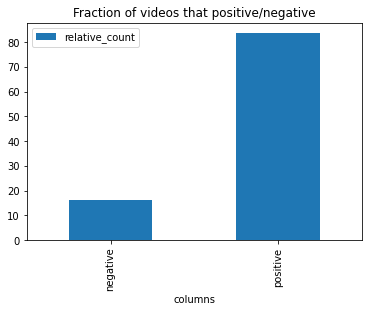 Fraction of videos that positive/negative
relative_count
80
70
60
50
40
30
20
10
0
negative
positive
columns